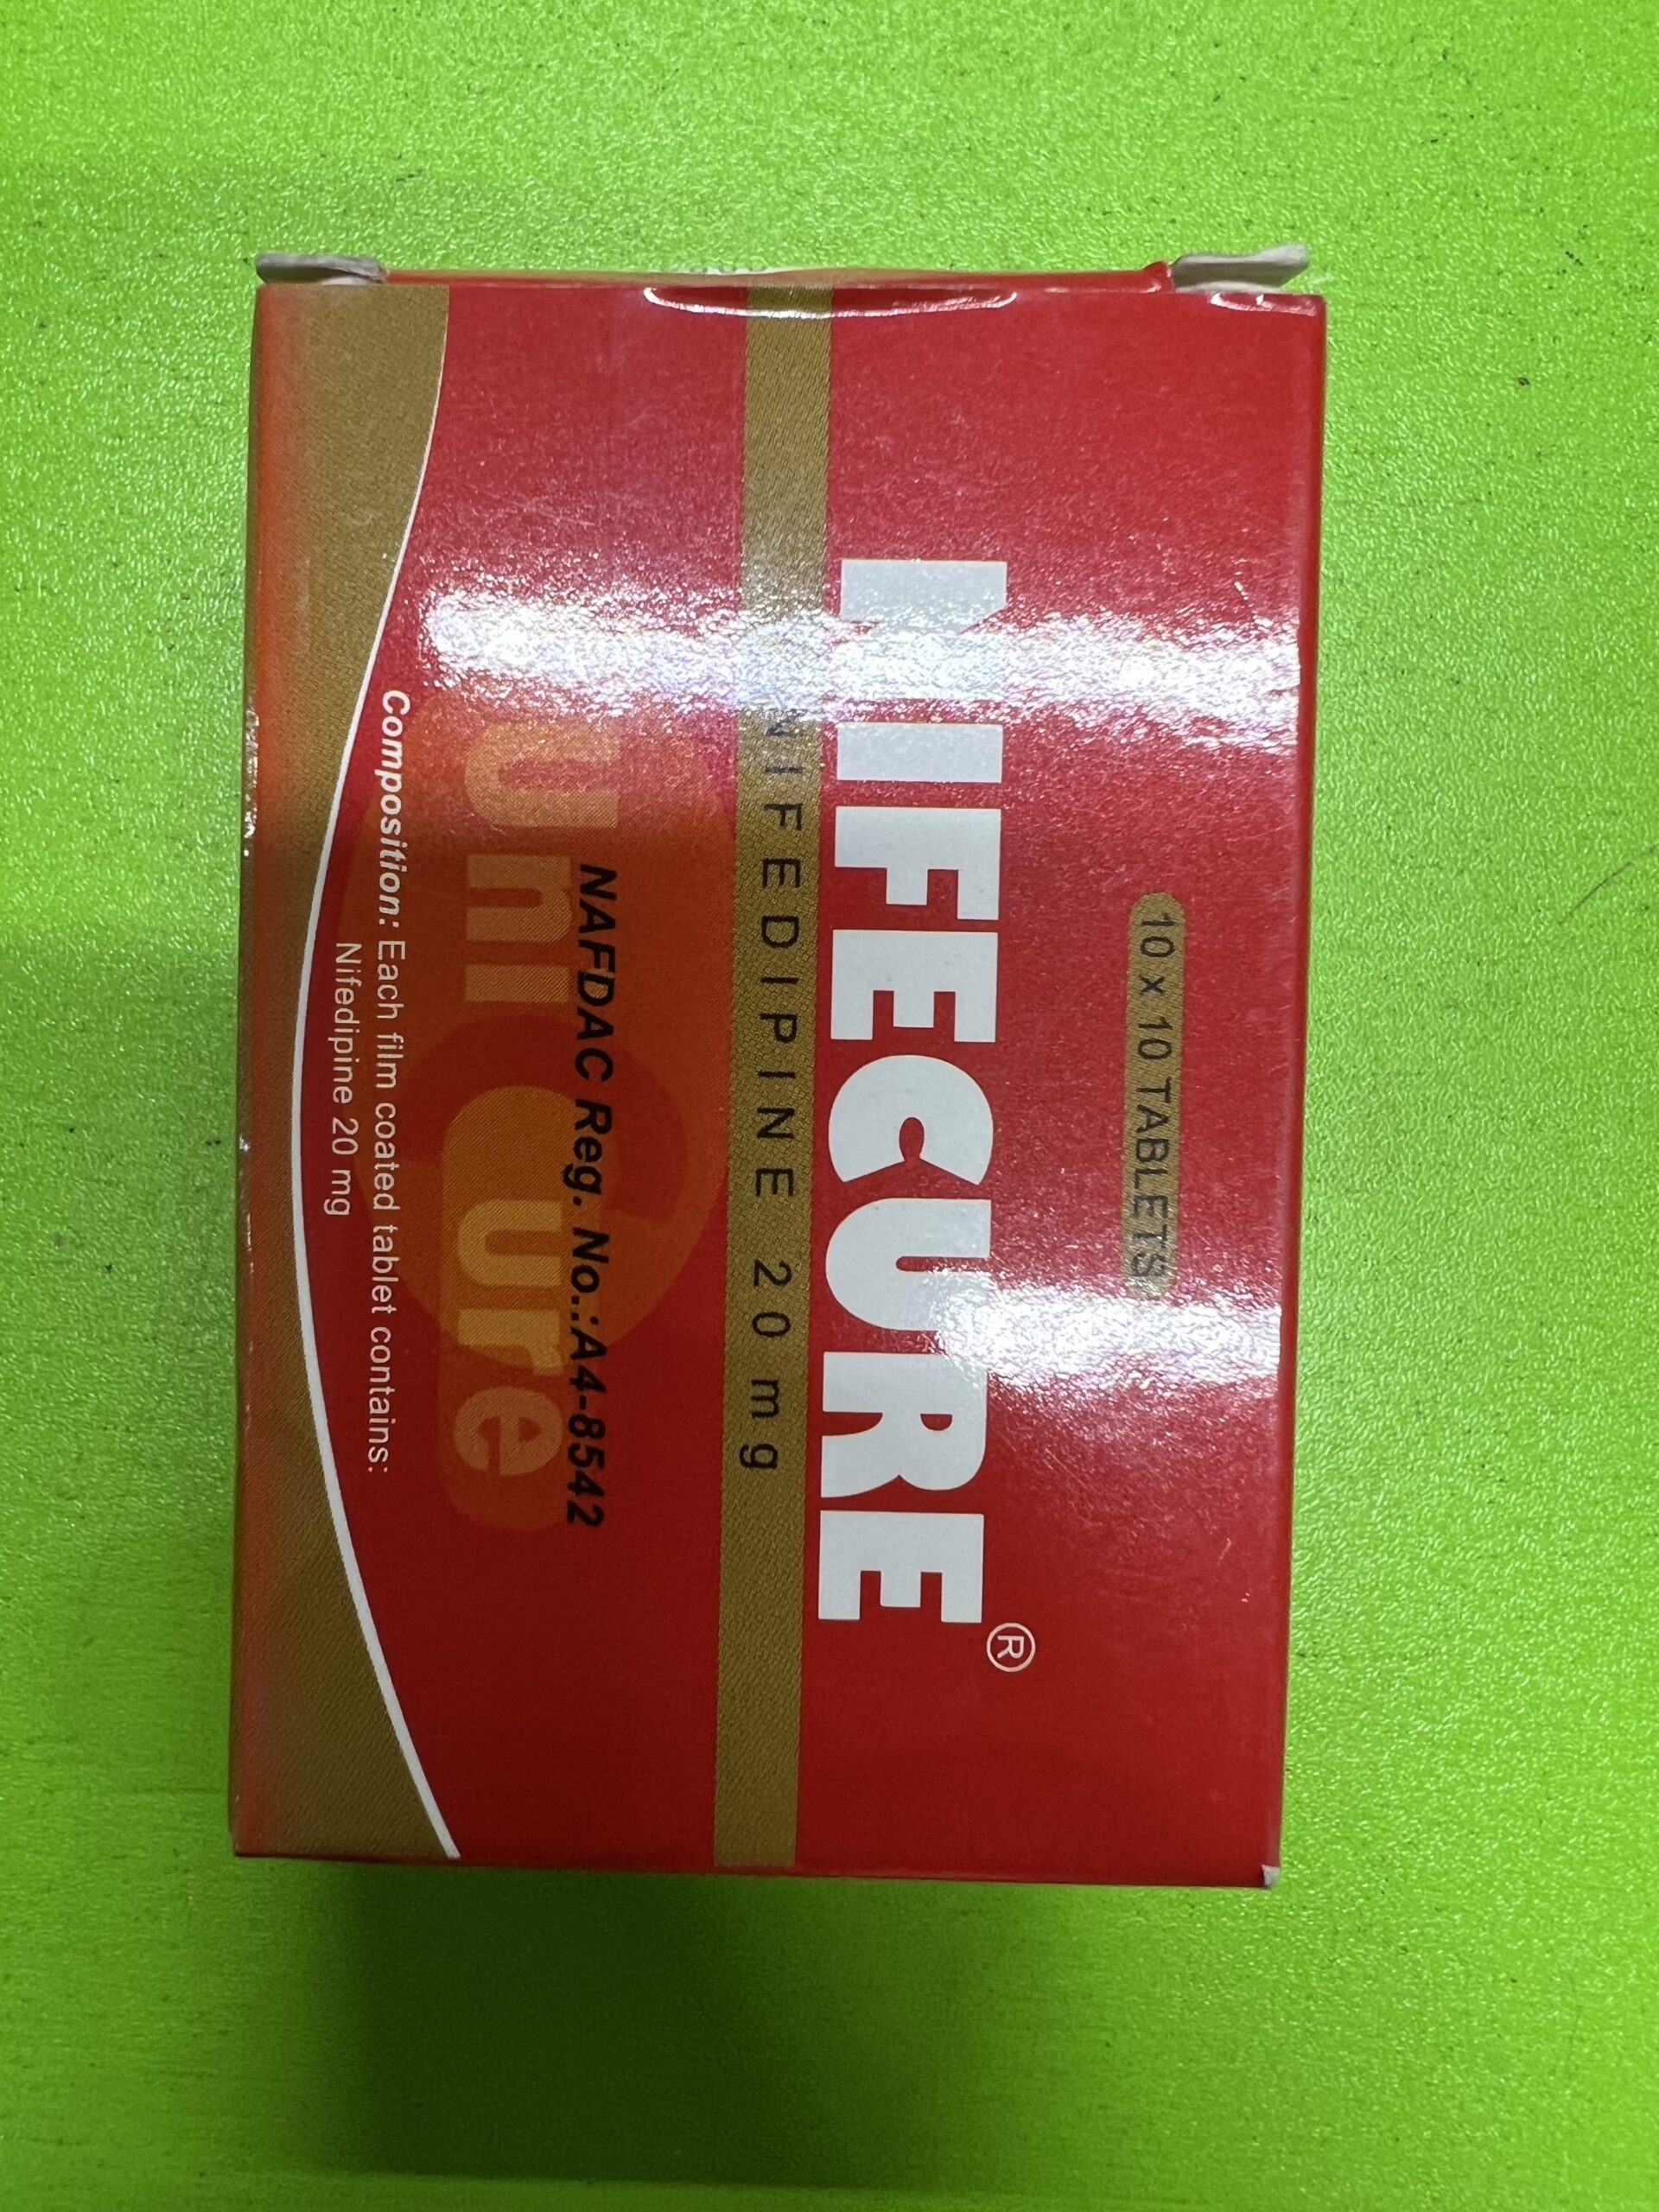 10 x 10 TABLETS
NIFECURE®
NIFEDIPINE 20 mg
NAFDAC Reg. No.:A4-8542
uniCure
Composition: Each film coated tablet contains:
Nifedipine 20 mg